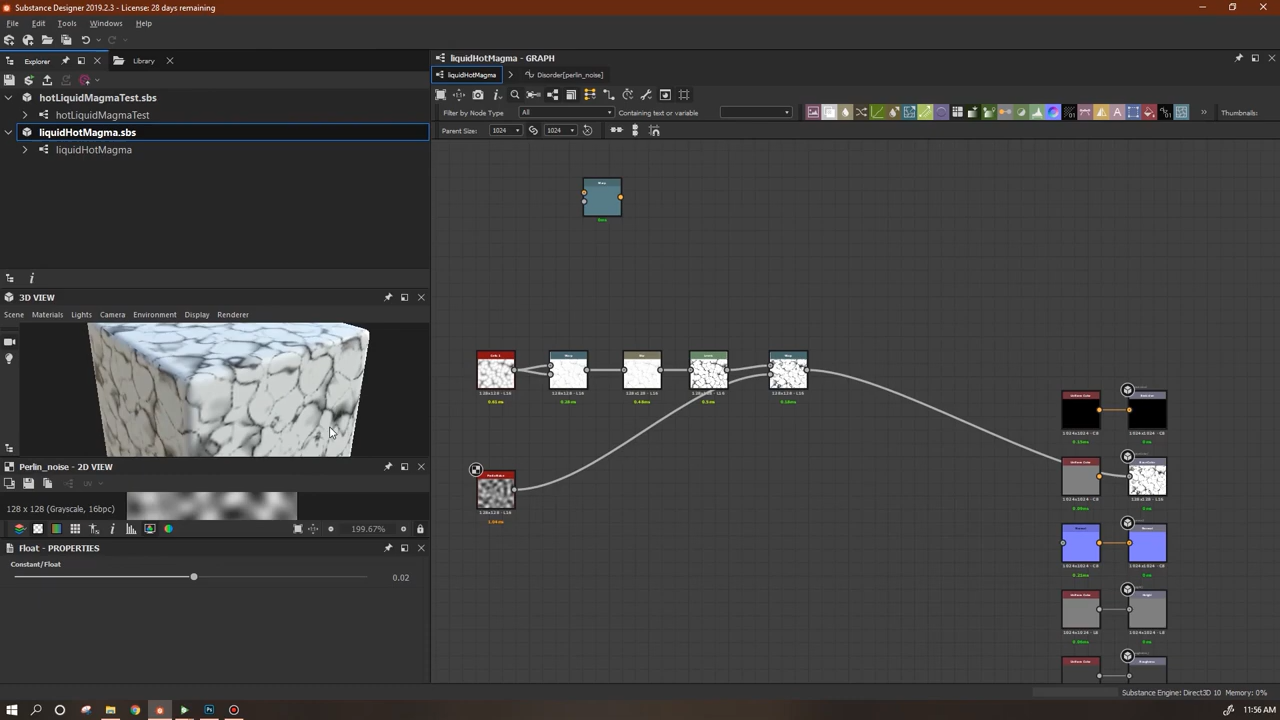 Substance Designer 2019.2.3 - License: 28 days remaining
File Edit Tools Windows Help
Explorer
Library
hotLiquidMagmaTest.sbs
hotLiquidMagmaTest
liquidHotMagma.sbs
liquidHotMagma
3D VIEW
Scene Materials Lights Camera Environment Display Renderer
Perlin_noise - 2D VIEW
UV
128 x 128 (Grayscale, 16bpc)
199.67%
Float - PROPERTIES
Constant/Float
0.02
liquidHotMagma - GRAPH
liquidHotMagma
Disorder[perlin_noise]
Filter by Node Type All Containing text or variable
Thumbnails:
Parent Size: 1024 1024
Substance Engine: Direct3D 10 Memory: 0%
11:56 AM